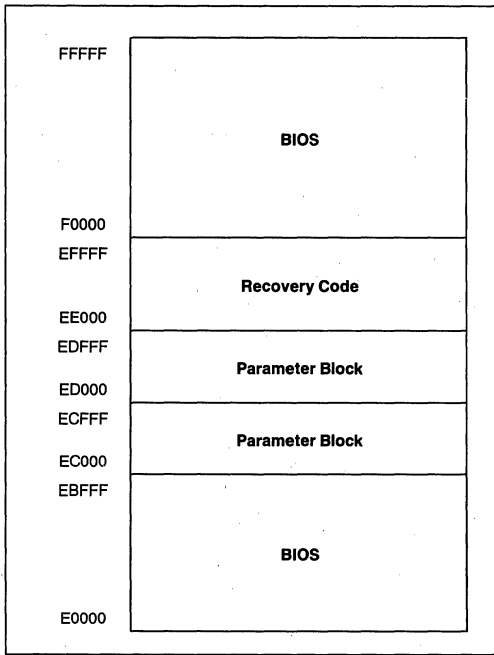 FFFFF
BIOS
F0000
EFFFF
Recovery Code
EE000
EDFFF
Parameter Block
ED000
ECFFF
Parameter Block
EC000
EBFFF
BIOS
E0000